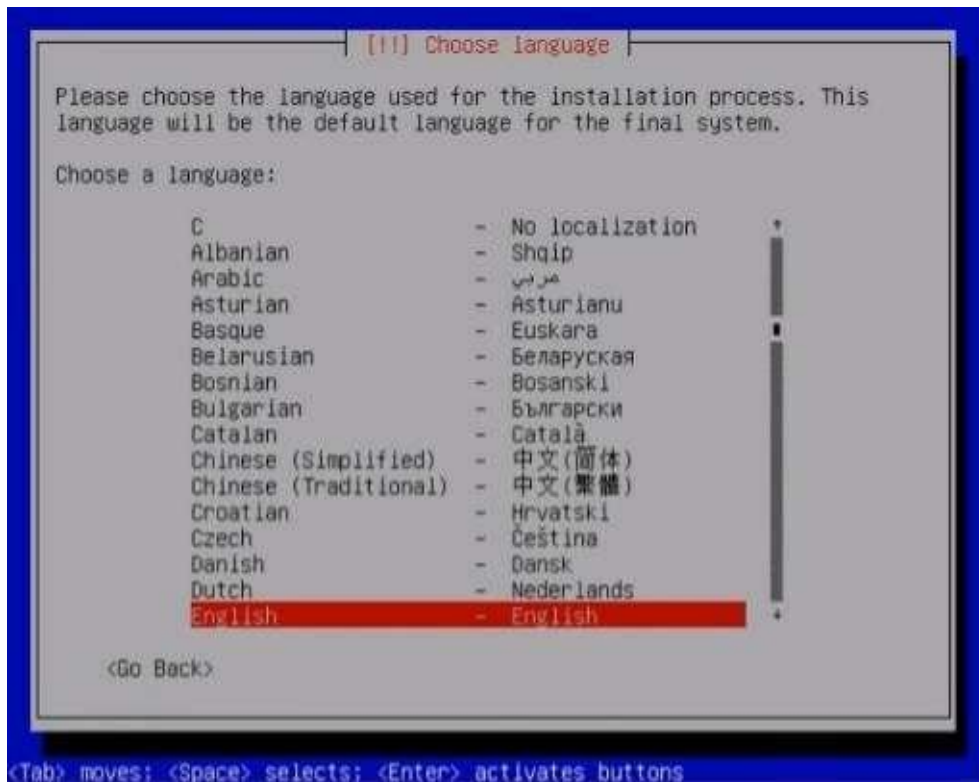 [!!] Choose language
Please choose the language used for the installation process. This
language will be the default language for the final system.
Choose a language:
C - No localization
Albanian - Shqip
Arabic - عربي
Asturian - Asturianu
Basque - Euskara
Belarusian - Беларуская
Bosnian - Bosanski
Bulgarian - Български
Catalan - Català
Chinese (Simplified) - 中文(简体)
Chinese (Traditional) - 中文(繁體)
Croatian - Hrvatski
Czech - Čeština
Danish - Dansk
Dutch - Nederlands
English - English
<Go Back>
<Tab> moves; <Space> selects; <Enter> activates buttons